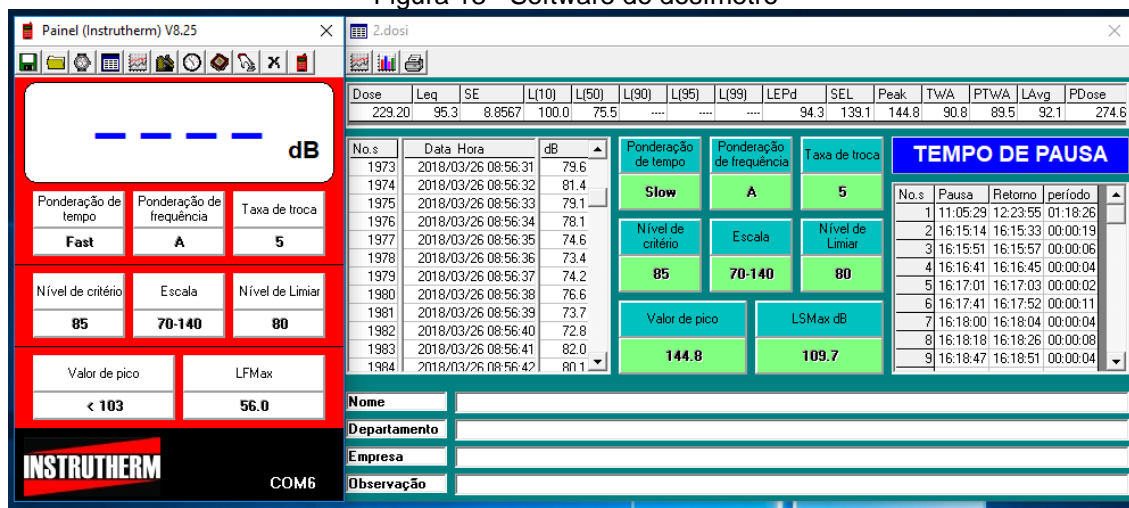 Figura 18 - Software do dosímetro
Painel (Instrutherm) V8.25
dB
Ponderação de tempo Ponderação de frequência Taxa de troca
Fast A 5
Nível de critério Escala Nível de Limiar
85 70-140 80
Valor de pico LFMax
< 103 56.0
INSTRUTHERM COM6
2.dosi
Dose Leq SE L(10) L(50) L(90) L(95) L(99) LEPd SEL Peak TWA PTWA LAvg PDose
229.20 95.3 8.8567 100.0 75.5 ---- ---- ---- 94.3 139.1 144.8 90.8 89.5 92.1 274.6
No.s Data Hora dB
1973 2018/03/26 08:56:31 79.6
1974 2018/03/26 08:56:32 81.4
1975 2018/03/26 08:56:33 79.1
1976 2018/03/26 08:56:34 78.1
1977 2018/03/26 08:56:35 74.6
1978 2018/03/26 08:56:36 73.4
1979 2018/03/26 08:56:37 74.2
1980 2018/03/26 08:56:38 76.6
1981 2018/03/26 08:56:39 73.7
1982 2018/03/26 08:56:40 72.8
1983 2018/03/26 08:56:41 82.0
1984 2018/03/26 08:56:42 80.1
Ponderação de tempo Ponderação de frequência Taxa de troca
Slow A 5
Nível de critério Escala Nível de Limiar
85 70-140 80
Valor de pico LSMax dB
144.8 109.7
TEMPO DE PAUSA
No.s Pausa Retorno período
1 11:05:29 12:23:55 01:18:26
2 16:15:14 16:15:33 00:00:19
3 16:15:51 16:15:57 00:00:06
4 16:16:41 16:16:45 00:00:04
5 16:17:01 16:17:03 00:00:02
6 16:17:41 16:17:52 00:00:11
7 16:18:00 16:18:04 00:00:04
8 16:18:18 16:18:26 00:00:08
9 16:18:47 16:18:51 00:00:04
Nome
Departamento
Empresa
Observação